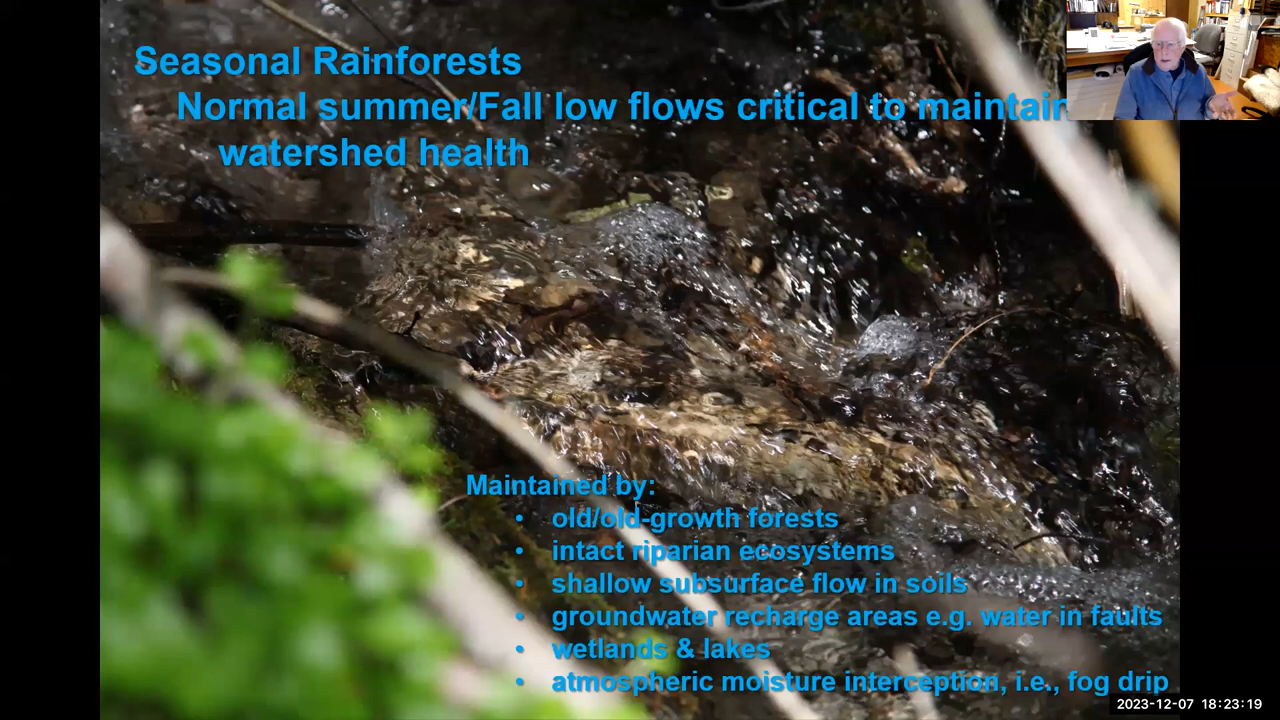 Seasonal Rainforests
Normal summer/Fall low flows critical to maintain
watershed health
Maintained by:
• old/old-growth forests
• intact riparian ecosystems
• shallow subsurface flow in soils
• groundwater recharge areas e.g. water in faults
• wetlands & lakes
• atmospheric moisture interception, i.e., fog drip
2023-12-07 18:23:19